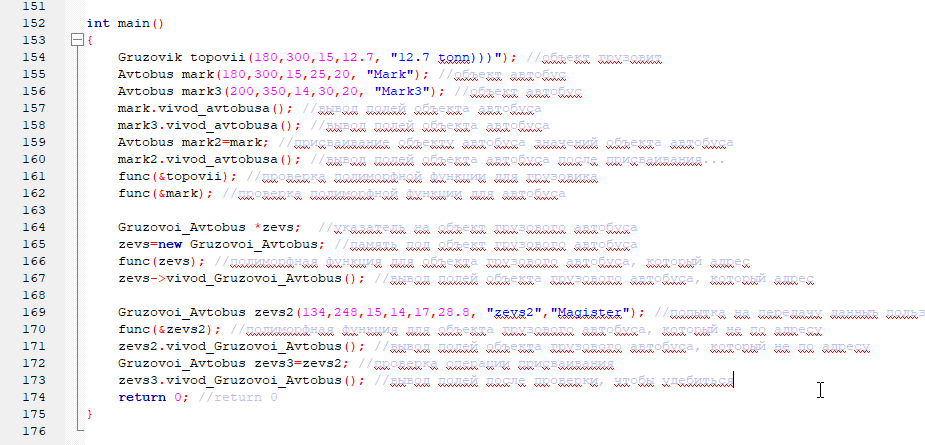 151
152 int main()
153 {
154 Gruzovik topovii(180,300,15,12.7, "12.7 tonn)))"); //объект грузовит
155 Avtobus mark(180,300,15,25,20, "Mark"); //объект автобус
156 Avtobus mark3(200,350,14,30,20, "Mark3"); //объект автобус
157 mark.vivod_avtobusa(); //вывод полей объекта автобуса
158 mark3.vivod_avtobusa(); //вывод полей объекта автобуса
159 Avtobus mark2=mark; //присваивание объекту автобуса значений объекта автобуса
160 mark2.vivod_avtobusa(); //вывод полей объекта автобуса после присваивания...
161 func(&topovii); //проверка полиморфной функции для грузовика
162 func(&mark); //проверка полиморфной функции для автобуса
163
164 Gruzovoi_Avtobus *zevs; //указатель на объект грузового автобуса
165 zevs=new Gruzovoi_Avtobus; //память под объект грузового автобуса
166 func(zevs); //полиморфная функция для объекта грузового автобуса, который адрес
167 zevs->vivod_Gruzovoi_Avtobus(); //вывод полей объекта грузового автобуса, который адрес
168
169 Gruzovoi_Avtobus zevs2(134,248,15,14,17,28.8, "zevs2","Magister"); //попытка на передачу данныъ польз
170 func(&zevs2); //полиморфная функция для объекта грузового автобуса, который не по адресу
171 zevs2.vivod_Gruzovoi_Avtobus(); //вывод полей объекта грузового автобуса, который не по адресу
172 Gruzovoi_Avtobus zevs3=zevs2; //проверка операции присваивания
173 zevs3.vivod_Gruzovoi_Avtobus(); //вывод полей после проверки, чтобы удебиться
174 return 0; //return 0
175 }
176